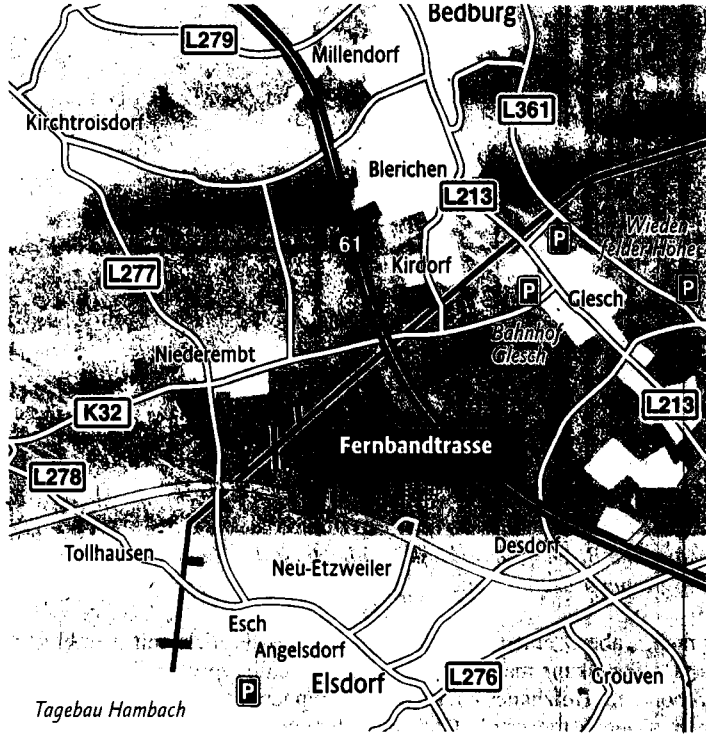 Bedburg
L279
Millendorf
L361
Kirchtroisdorf
Blerichen
L213
Wieden-
felder Höhe
61
P
Kirdorf
L277
P
P
Glesch
Bahnhof
Glesch
Niederembt
K32
L213
Fernbandtrasse
L278
Tollhausen
Desdorf
Neu-Etzweiler
Esch
Angelsdorf
Elsdorf
L276
Grouven
P
Tagebau Hambach